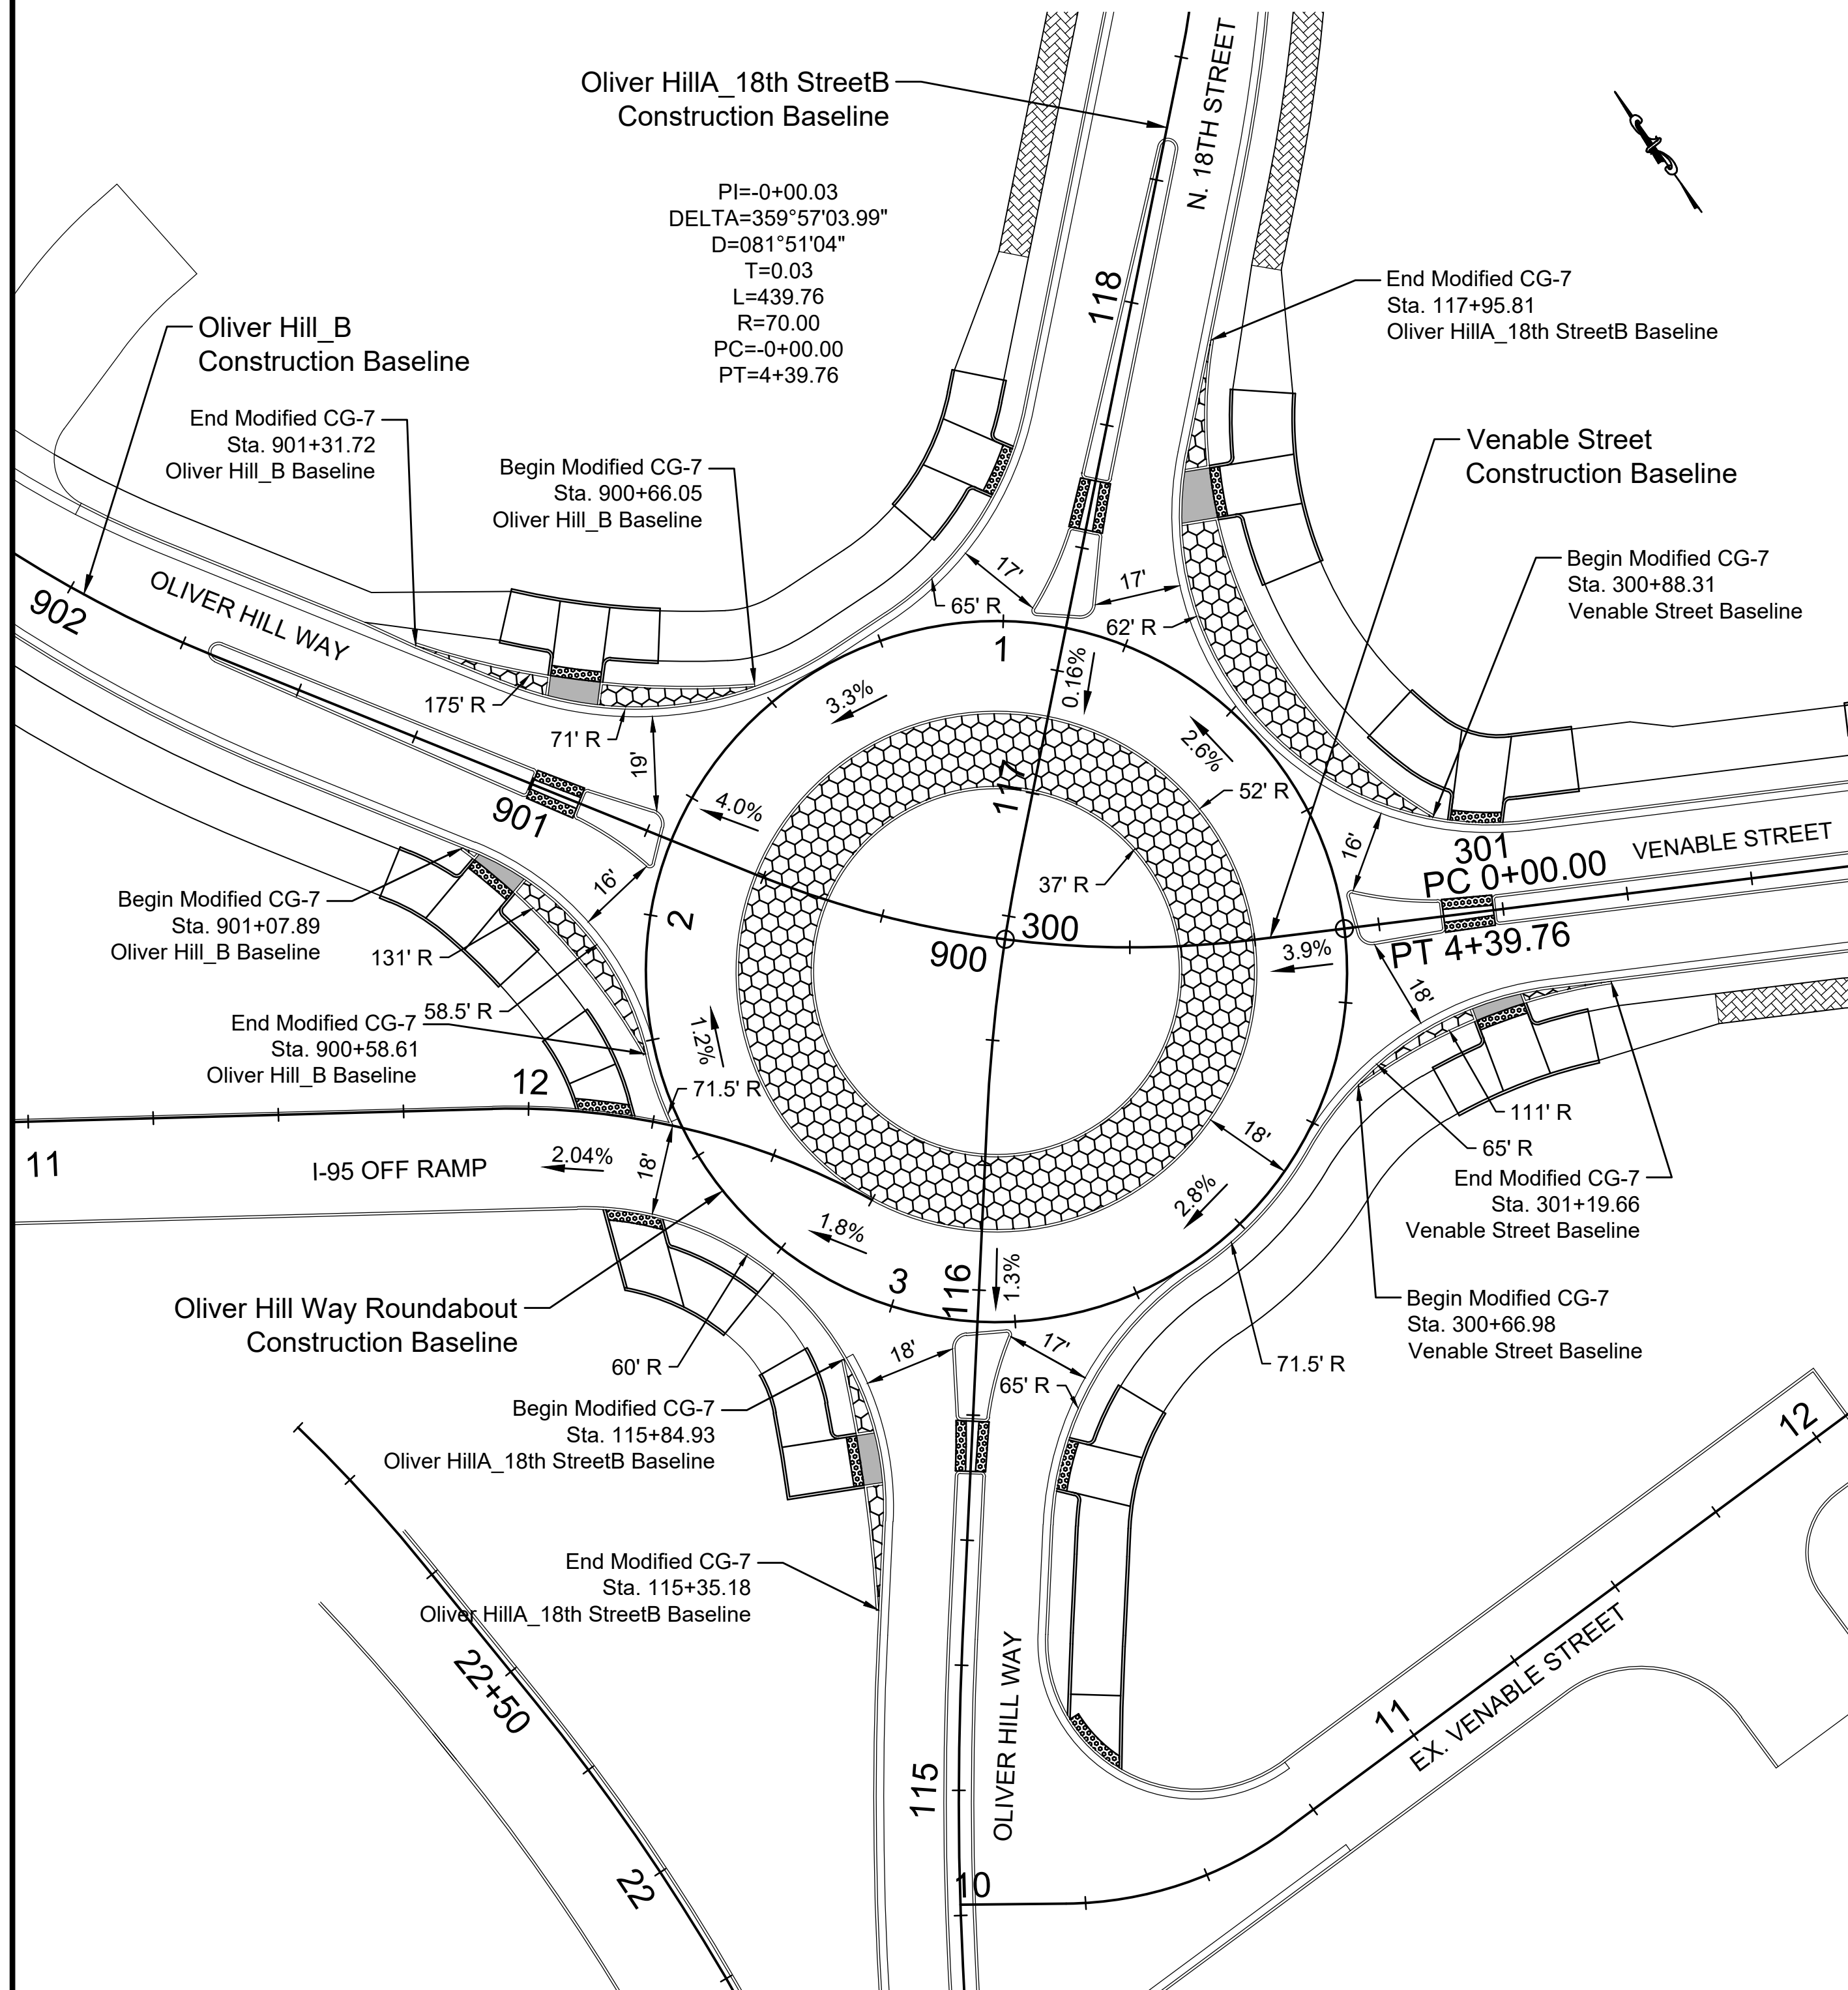 Oliver HillA_18th StreetB
Construction Baseline
N. 18TH STREET
PI=-0+00.03
DELTA=359°57'03.99"
D=081°51'04"
T=0.03
L=439.76
R=70.00
PC=-0+00.00
PT=4+39.76
118
End Modified CG-7
Sta. 117+95.81
Oliver HillA_18th StreetB Baseline
Oliver Hill_B
Construction Baseline
End Modified CG-7
Sta. 901+31.72
Oliver Hill_B Baseline
Begin Modified CG-7
Sta. 900+66.05
Oliver Hill_B Baseline
Venable Street
Construction Baseline
Begin Modified CG-7
Sta. 300+88.31
Venable Street Baseline
902
OLIVER HILL WAY
17'
17'
65' R
62' R
1
0.16%
3.3%
2.6%
175' R
71' R
19'
4.0%
117
52' R
901
37' R
16'
301
VENABLE STREET
PC 0+00.00
PT 4+39.76
16'
2
300
900
3.9%
18'
Begin Modified CG-7
Sta. 901+07.89
Oliver Hill_B Baseline
131' R
58.5' R
End Modified CG-7
Sta. 900+58.61
Oliver Hill_B Baseline
1.2%
71.5' R
12
11
I-95 OFF RAMP
2.04%
18'
18'
111' R
65' R
End Modified CG-7
Sta. 301+19.66
Venable Street Baseline
2.8%
1.8%
1.3%
3
116
Oliver Hill Way Roundabout
Construction Baseline
Begin Modified CG-7
Sta. 300+66.98
Venable Street Baseline
60' R
18'
17'
65' R
71.5' R
Begin Modified CG-7
Sta. 115+84.93
Oliver HillA_18th StreetB Baseline
12
End Modified CG-7
Sta. 115+35.18
Oliver HillA_18th StreetB Baseline
22+50
22
OLIVER HILL WAY
115
10
11
EX. VENABLE STREET